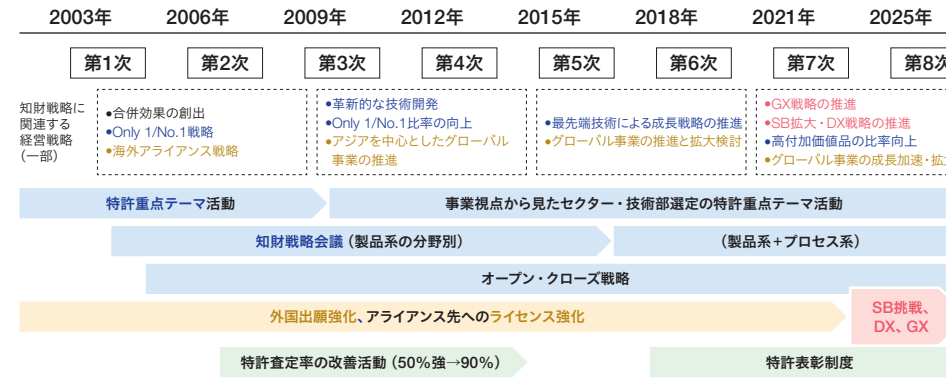 2003年 2006年 2009年 2012年 2015年 2018年 2021年 2025年
第1次 第2次 第3次 第4次 第5次 第6次 第7次 第8次
知財戦略に
関連する
経営戦略
(一部)
●合併効果の創出
●Only 1/No.1戦略
●海外アライアンス戦略
●革新的な技術開発
●Only 1/No.1比率の向上
●アジアを中心としたグローバル
事業の推進
●最先端技術による成長戦略の推進
●グローバル事業の推進と拡大検討
●GX戦略の推進
●SB拡大・DX戦略の推進
●高付加価値品の比率向上
●グローバル事業の成長加速・拡
特許重点テーマ活動 事業視点から見たセクター・技術部選定の特許重点テーマ活動
知財戦略会議(製品系の分野別) (製品系+プロセス系)
オープン・クローズ戦略
外国出願強化、アライアンス先へのライセンス強化
SB挑戦、
DX、GX
特許査定率の改善活動(50%強→90%) 特許表彰制度